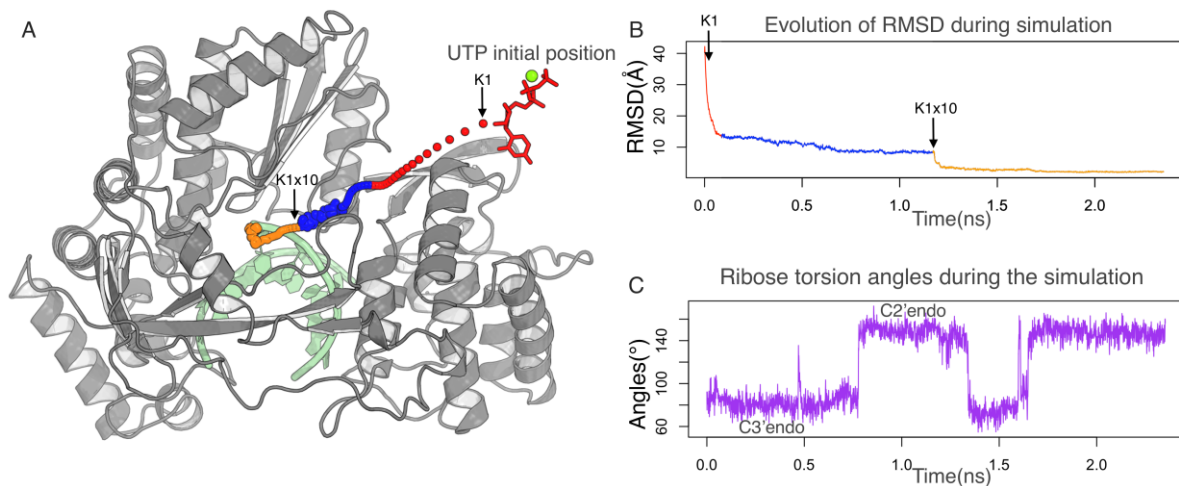 A
UTP initial position
K1
K1x10
B
Evolution of RMSD during simulation
K1
K1x10
RMSD(Å)
40
30
20
10
0.0 0.5 1.0 1.5 2.0
Time(ns)
C
Ribose torsion angles during the simulation
C2'endo
C3'endo
Angles(°)
140
100
60
0.0 0.5 1.0 1.5 2.0
Time(ns)